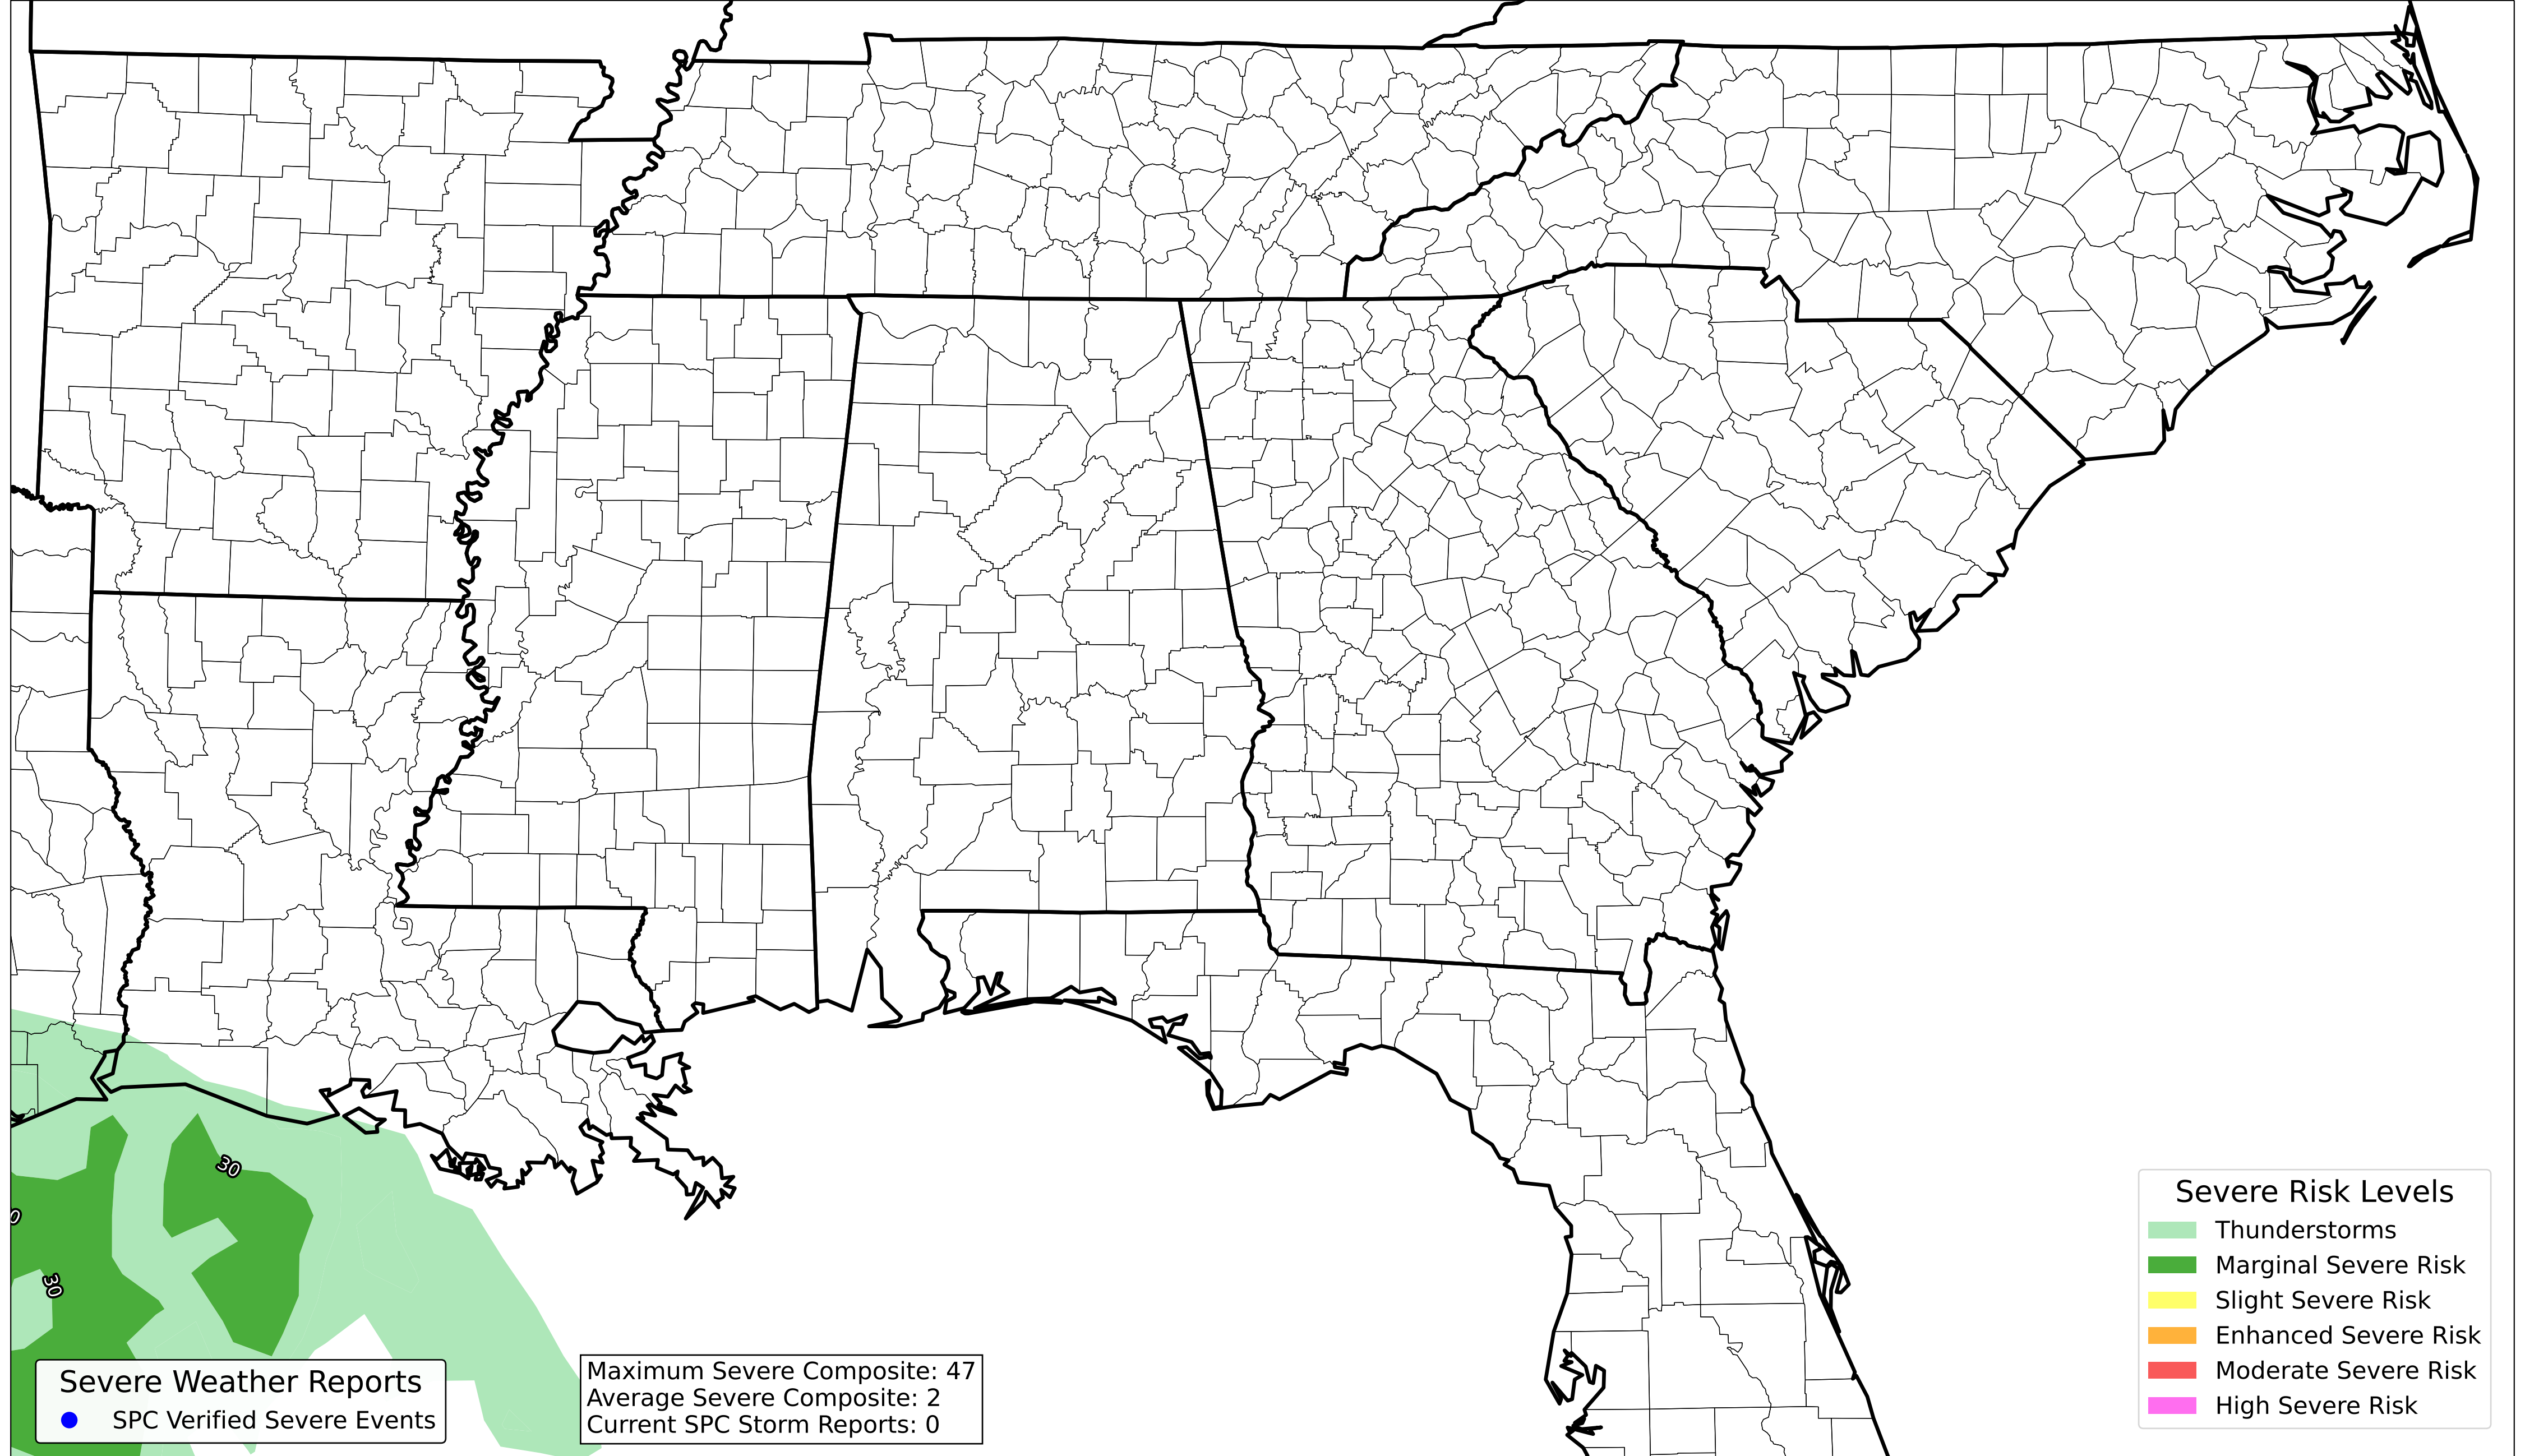 30
0
30
Severe Weather Reports
SPC Verified Severe Events
Maximum Severe Composite: 47
Average Severe Composite: 2
Current SPC Storm Reports: 0
Severe Risk Levels
Thunderstorms
Marginal Severe Risk
Slight Severe Risk
Enhanced Severe Risk
Moderate Severe Risk
High Severe Risk